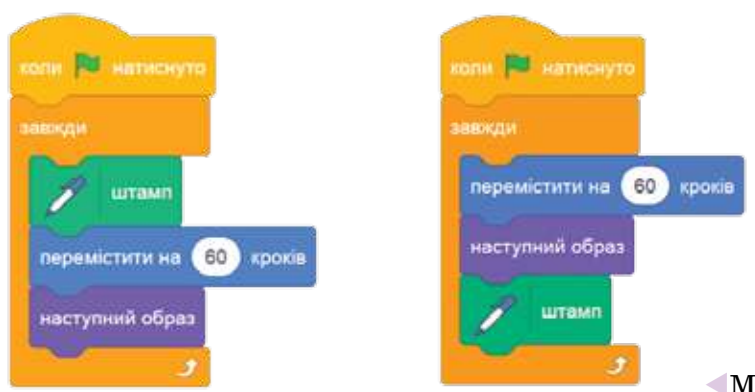 коли натиснуто
завжди
штамп
перемістити на 60 кроків
наступний образ
коли натиснуто
завжди
перемістити на 60 кроків
наступний образ
штамп
М